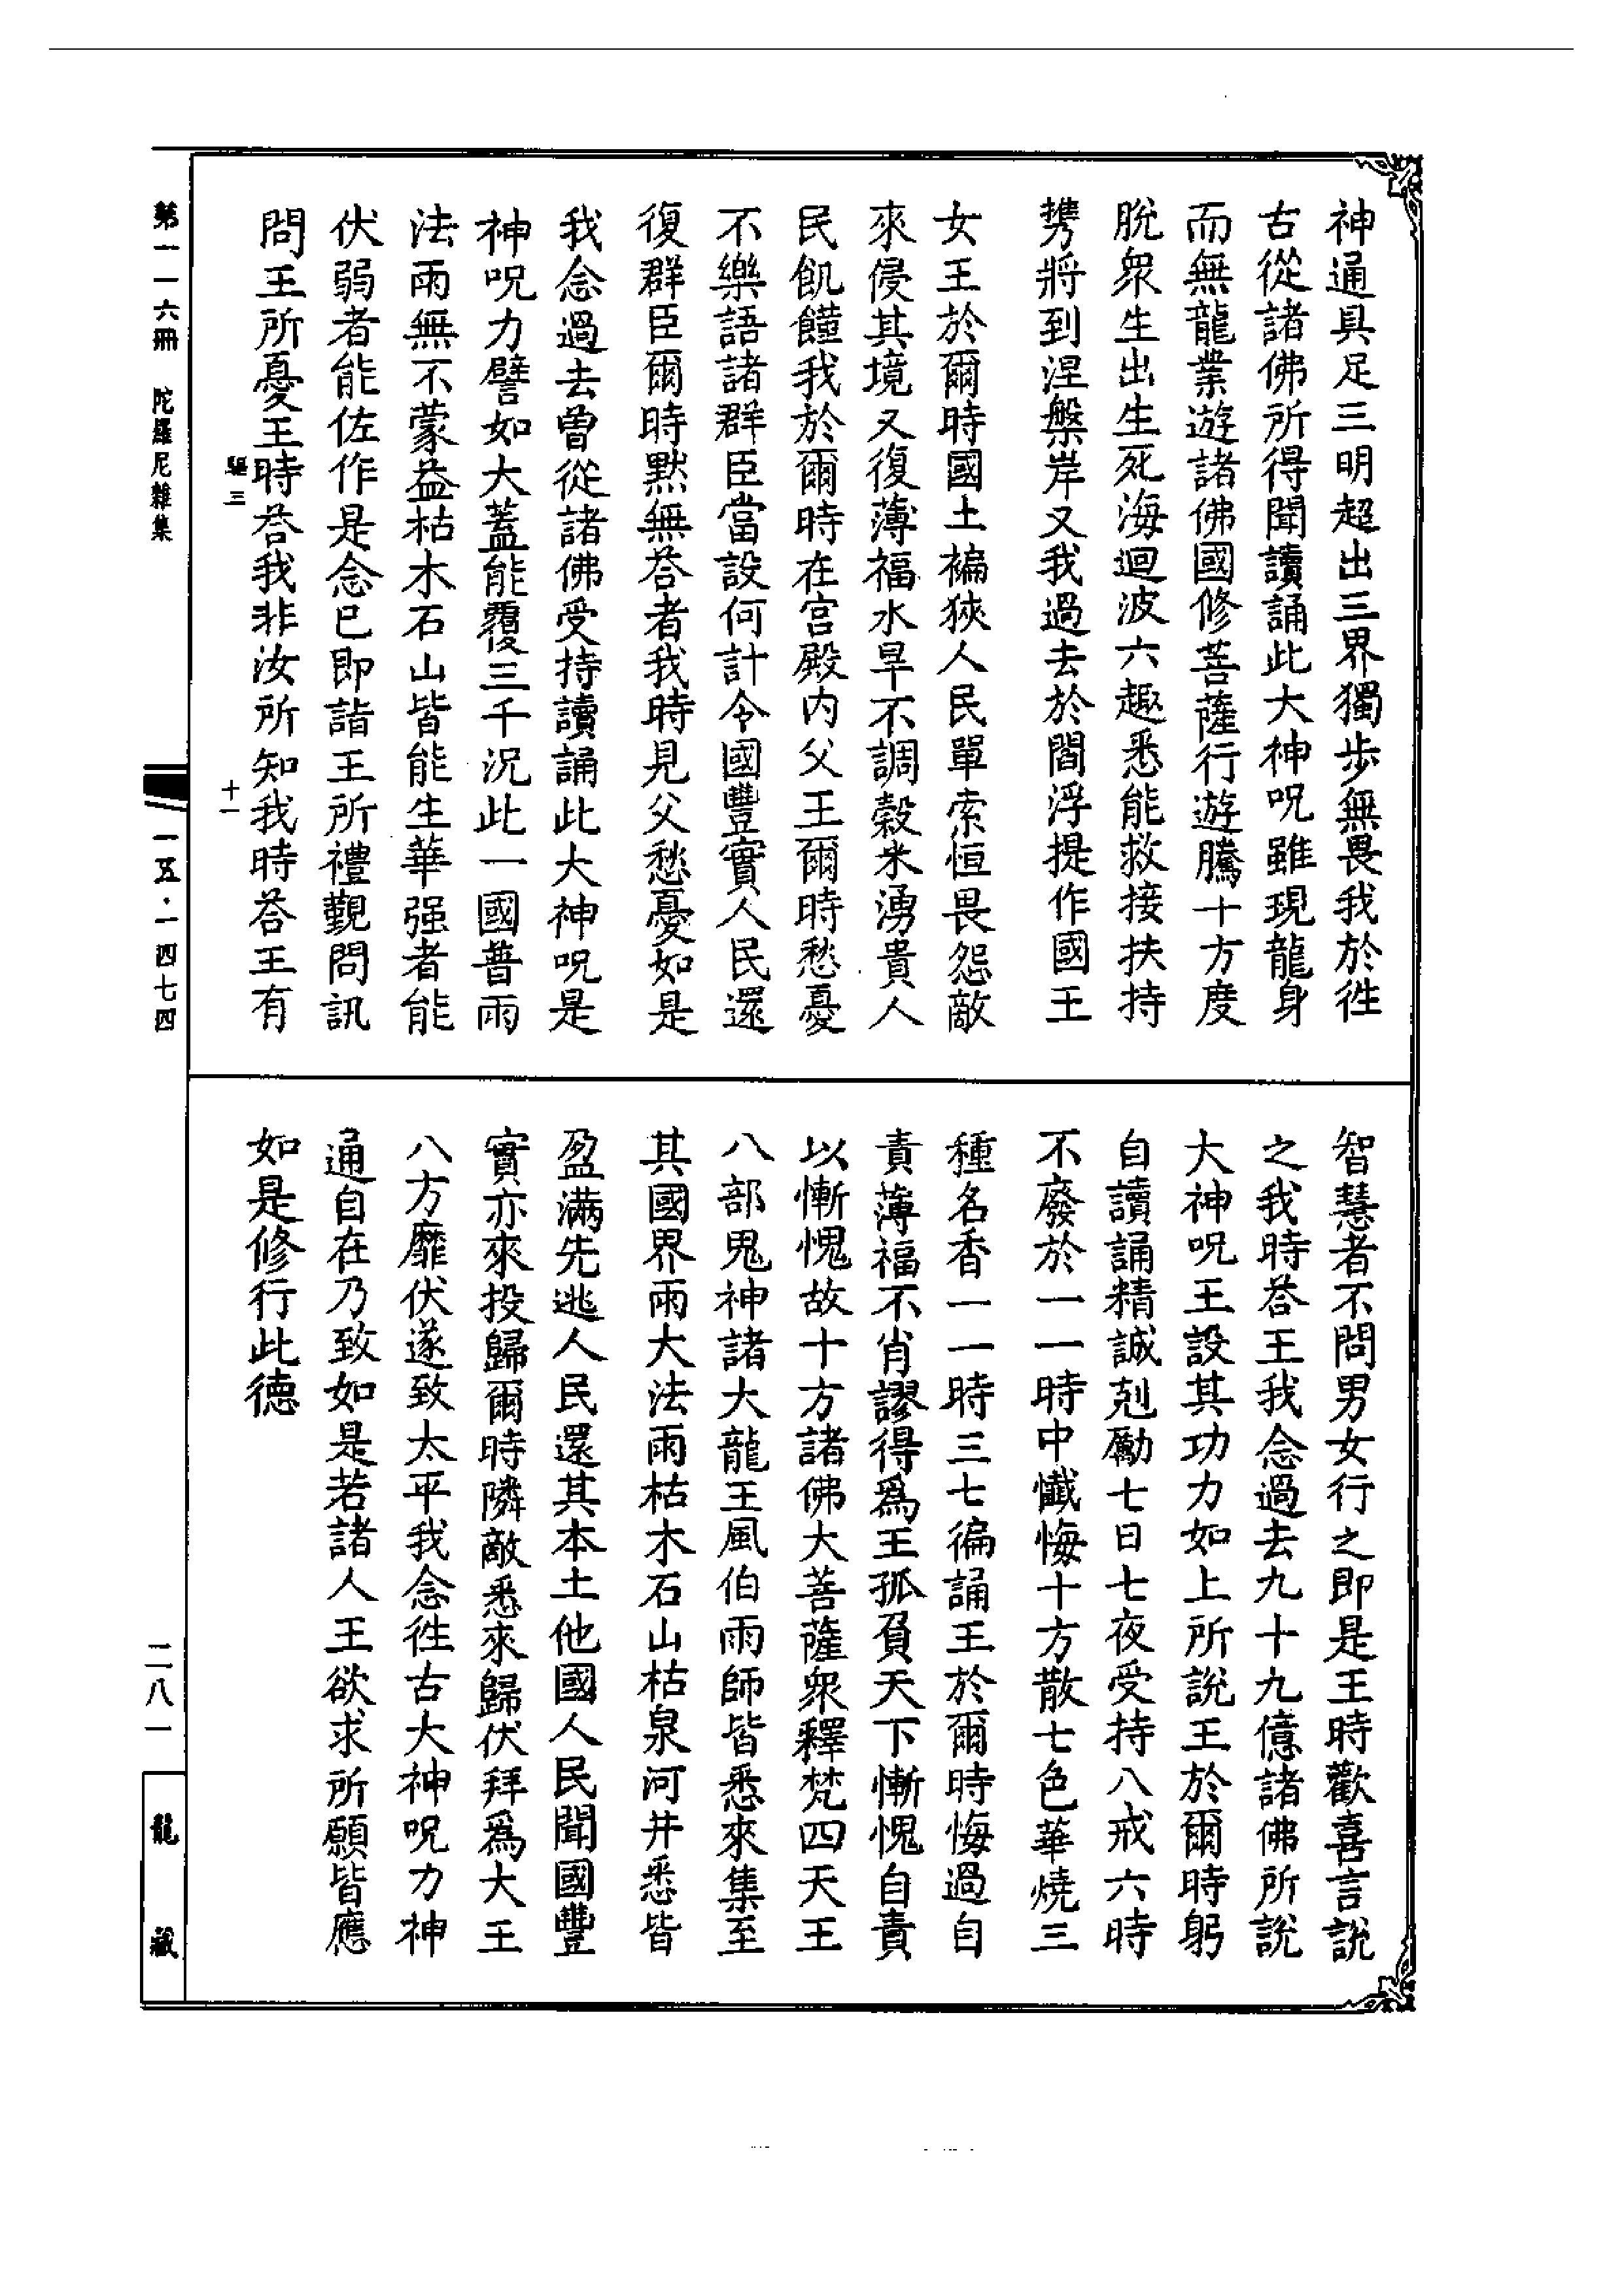 神通具足三明超出三界獨步無畏我於徃
古從諸佛所得聞讀誦此大神呪雖現龍身
而無龍業遊諸佛國修菩薩行遊騰十方度
脫衆生出生死海迴波六趣悉能救接扶持
携將到涅槃岸又我過去於閻浮提作國王
女王於爾時國土褊狹人民單索恒畏怨敵
來侵其境又復薄福水旱不調穀米湧貴人
民飢饉我於爾時在宮殿內父王爾時愁憂
不樂語諸群臣當設何計令國豐實人民還
復群臣爾時默無荅者我時見父愁憂如是
我念過去曾從諸佛受持讀誦此大神呪是
神呪力譬如大蓋能覆三千況此一國普雨
法雨無不蒙益枯木石山皆能生華强者能
伏弱者能佐作是念已即詣王所禮覲問訊
問王所憂王時荅我非汝所知我時荅王有
智慧者不問男女行之即是王時歡喜言說
之我時荅王我念過去九十九億諸佛所說
大神呪王設其功力如上所說王於爾時躬
自讀誦精誠剋勵七日七夜受持八戒六時
不廢於一一時中懺悔十方散七色華燒三
種名香一一時三七徧誦王於爾時悔過自
責薄福不肖謬得爲王孤負天下慚愧自責
以慚愧故十方諸佛大菩薩衆釋梵四天王
八部鬼神諸大龍王風伯雨師皆悉來集至
其國界雨大法雨枯木石山枯泉河井悉皆
盈滿先逃人民還其本土他國人民聞國豐
實亦來投歸爾時隣敵悉來歸伏拜爲大王
八方靡伏遂致太平我念徃古大神呪力神
通自在乃致如是若諸人王欲求所願皆應
如是修行此德
驅三
十一
第一一六冊 陀羅尼雜集
一五·一四七四
二八一
龍藏